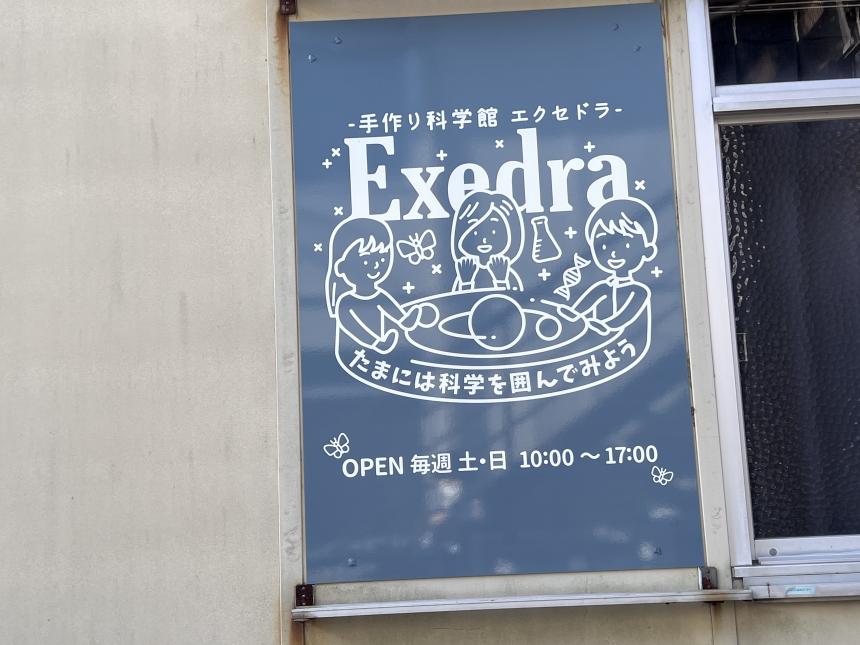 -手作り科学館 エクセドラ-
Exedra
たまには科学を囲んでみよう
OPEN 毎週 土・日 10:00 ～ 17:00